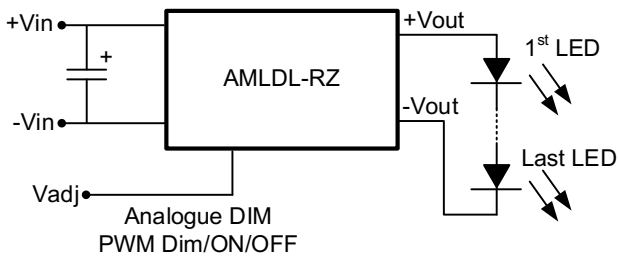 +Vin
+
-Vin
AMLDL-RZ
+Vout
-Vout
1st LED
Last LED
Vadj
Analogue DIM
PWM Dim/ON/OFF